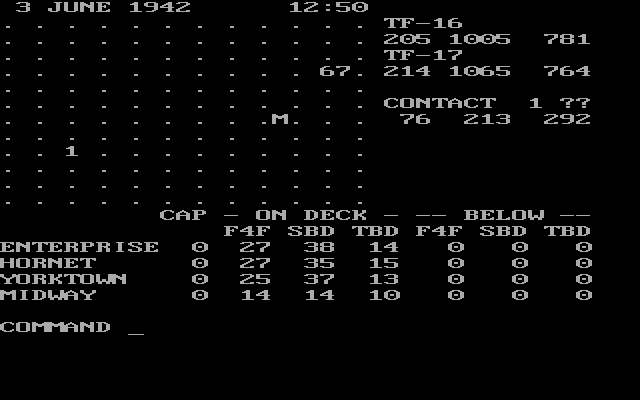 3 JUNE 1942 12:50
. . . . . . . . . . . . TF-16
. . . . . . . . . . . . 205 1005 781
. . . . . . . . . . . . TF-17
. . . . . . . . . . 67. 214 1065 764
. . . . . . . . . . . .
. . . . . . . . . . . . CONTACT 1 ??
. . . . . . . . .M. . . 76 213 292
. . . . . . . . . . . .
. . 1 . . . . . . . . .
. . . . . . . . . . . .
. . . . . . . . . . . .
. . . . . . . . . . . .
CAP - ON DECK - -- BELOW --
F4F SBD TBD F4F SBD TBD
ENTERPRISE 0 27 38 14 0 0 0
HORNET 0 27 35 15 0 0 0
YORKTOWN 0 25 37 13 0 0 0
MIDWAY 0 14 14 10 0 0 0
COMMAND _